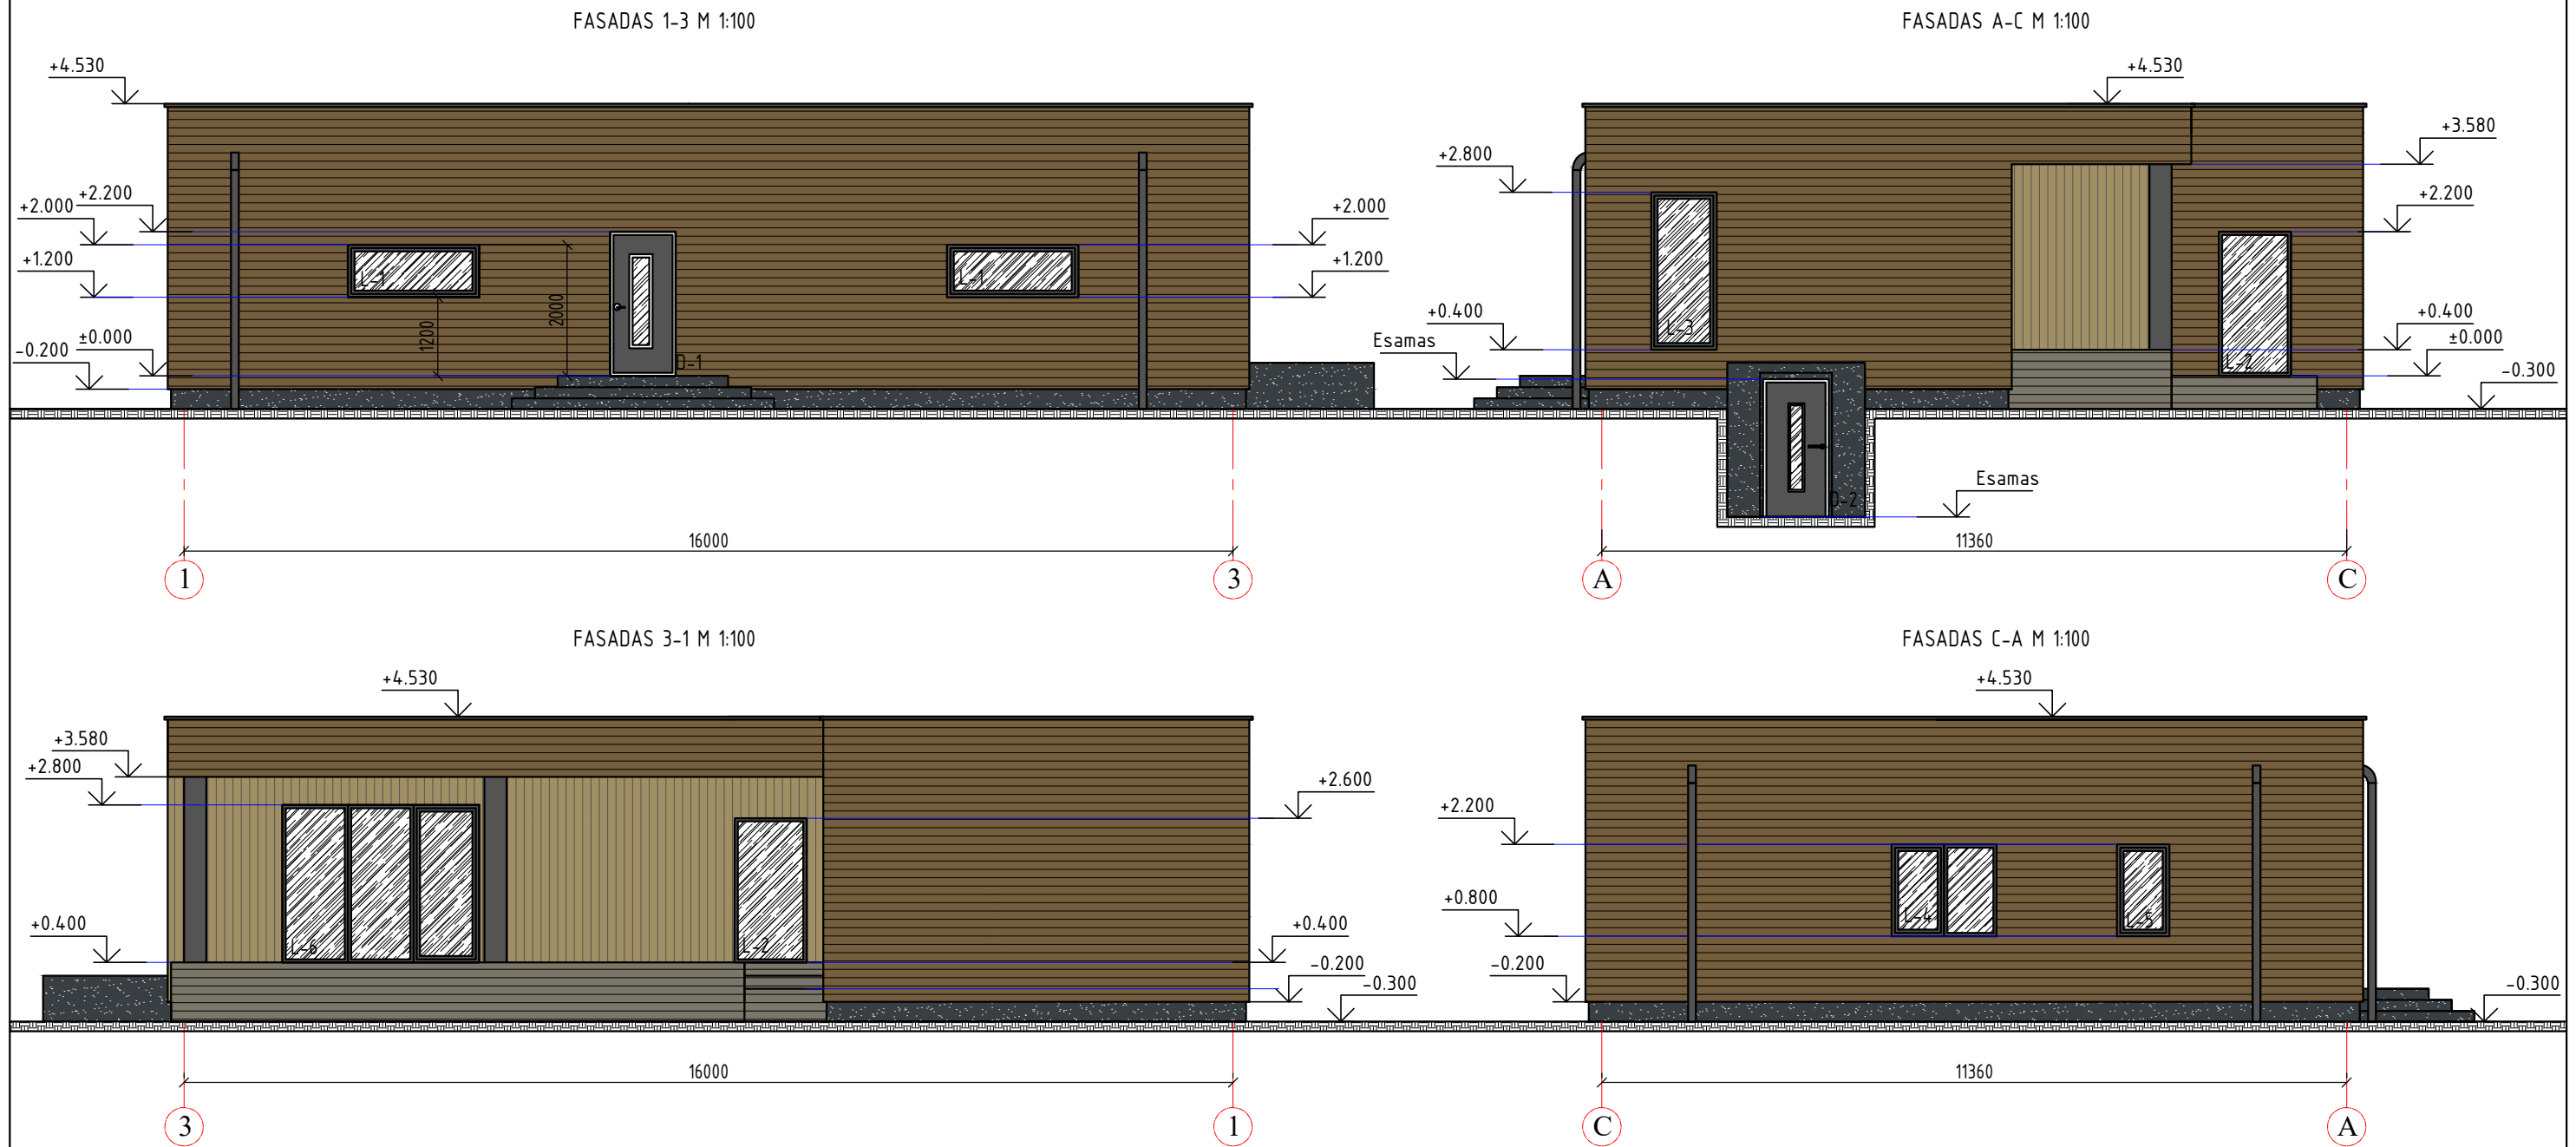 FASADAS 1-3 M 1:100
+4.530
+2.200
+2.000
+1.200
±0.000
-0.200
L-1
1200
2000
D-1
L-1
+2.000
+1.200
16000
1
3
FASADAS A-C M 1:100
+4.530
+3.580
+2.800
+2.200
+0.400
Esamas
L-3
L-2
+0.400
±0.000
-0.300
D-2
Esamas
11360
A
C
FASADAS 3-1 M 1:100
+4.530
+3.580
+2.800
+2.600
+0.400
L-6
L-2
+0.400
-0.200
-0.300
16000
3
1
FASADAS C-A M 1:100
+4.530
+2.200
+0.800
L-4
L-5
-0.200
-0.300
11360
C
A